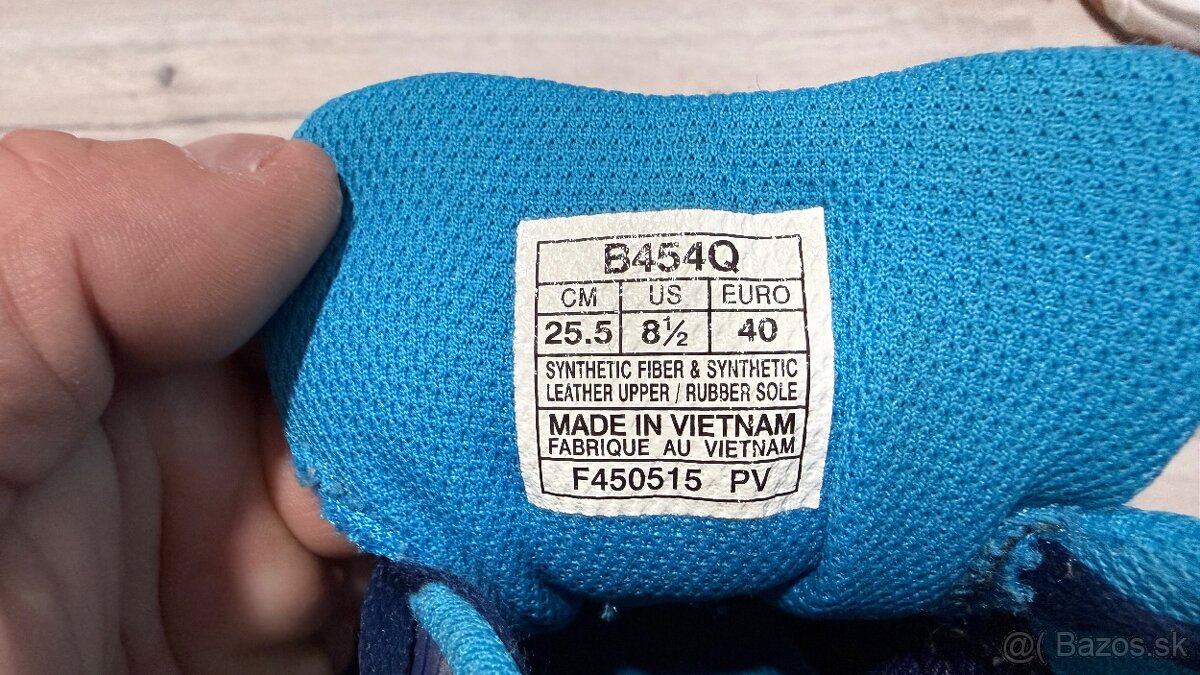 B454Q
CM US EURO
25.5 8½ 40
SYNTHETIC FIBER & SYNTHETIC
LEATHER UPPER / RUBBER SOLE
MADE IN VIETNAM
FABRIQUE AU VIETNAM
F450515 PV
@( Bazos.sk